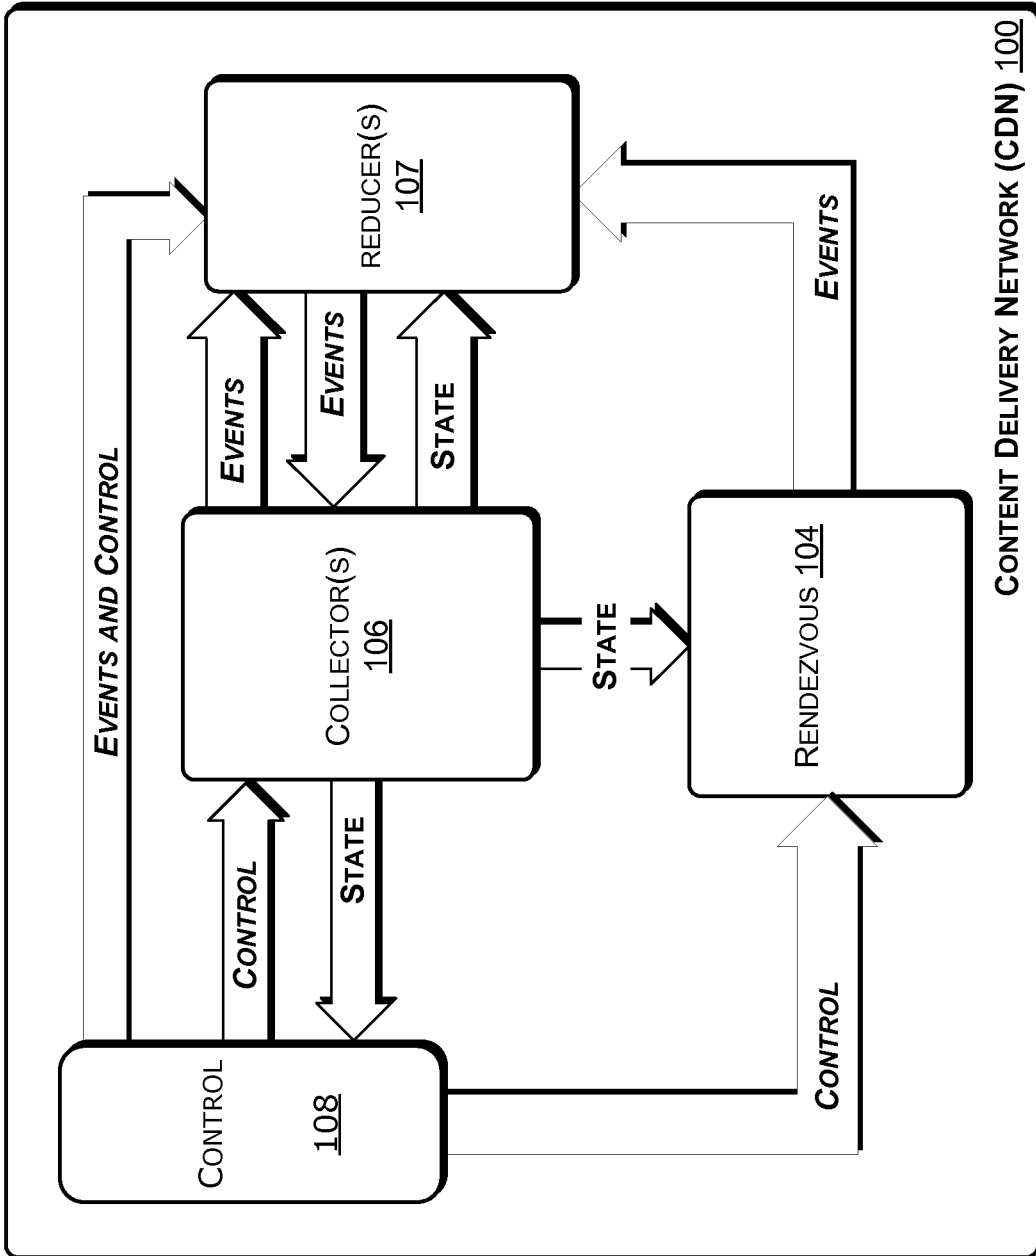 EVENTS AND CONTROL
CONTROL
108
CONTROL
STATE
COLLECTOR(S)
106
EVENTS
EVENTS
STATE
REDUCER(S)
107
STATE
CONTROL
RENDEZVOUS 104
EVENTS
CONTENT DELIVERY NETWORK (CDN) 100